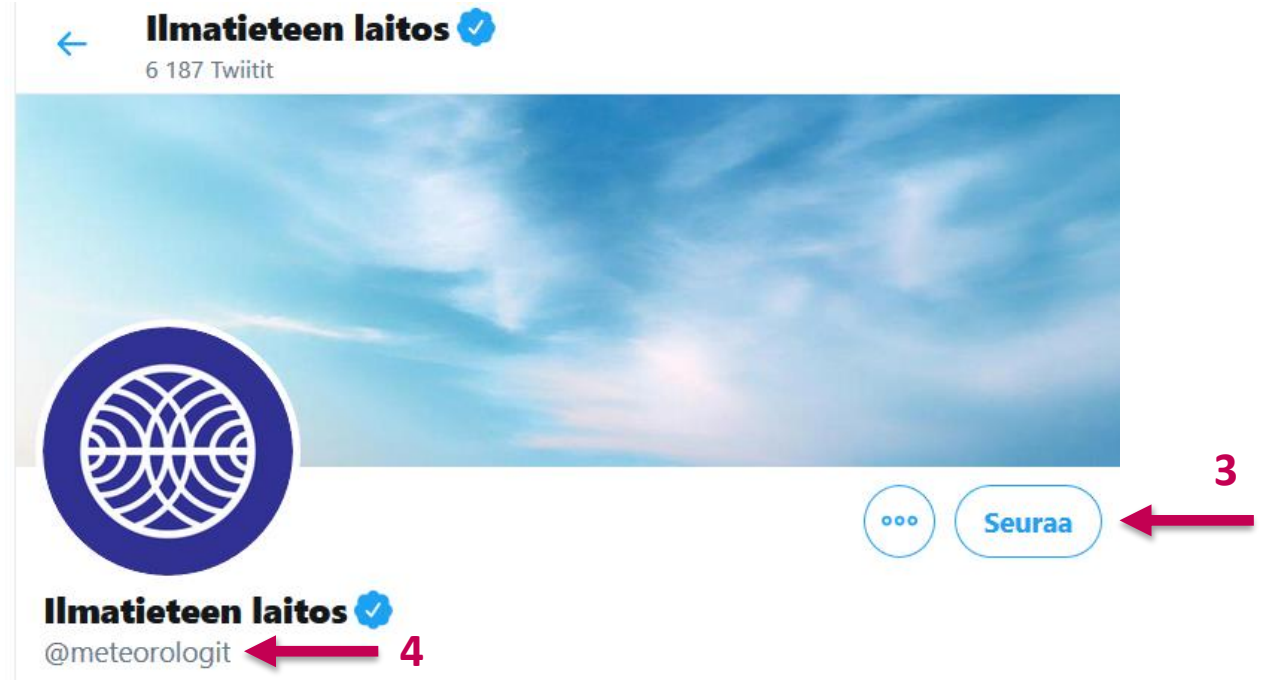 Ilmatieteen laitos
6 187 Twiitit
3
Seuraa
Ilmatieteen laitos
@meteorologit
4